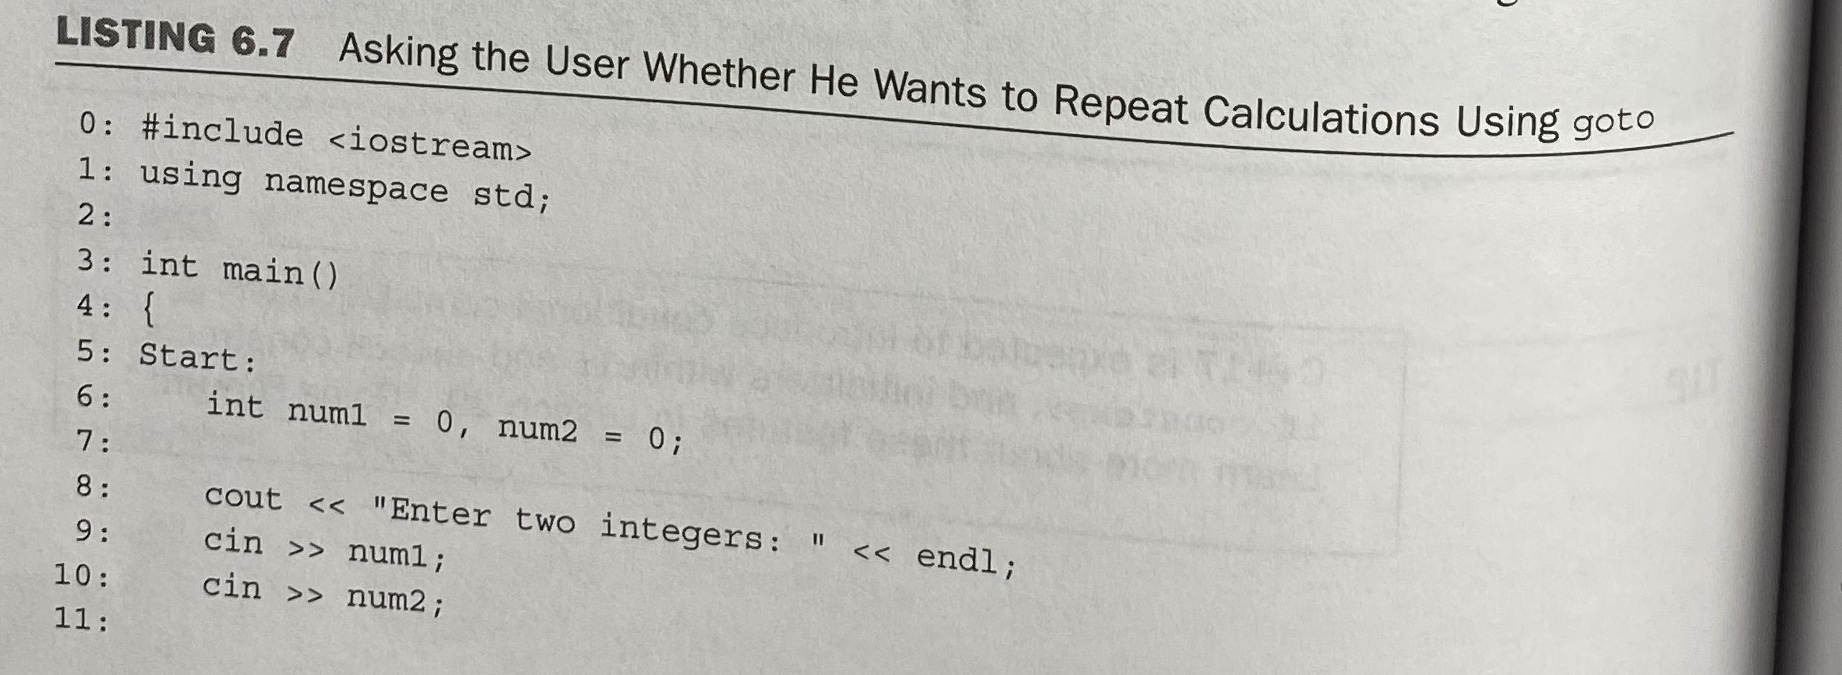 LISTING 6.7 Asking the User Whether He Wants to Repeat Calculations Using goto
0: #include <iostream>
1: using namespace std;
2:
3: int main()
4: {
5: Start:
6: int num1 = 0, num2 = 0;
7:
8: cout << "Enter two integers: " << endl;
9: cin >> num1;
10: cin >> num2;
11: